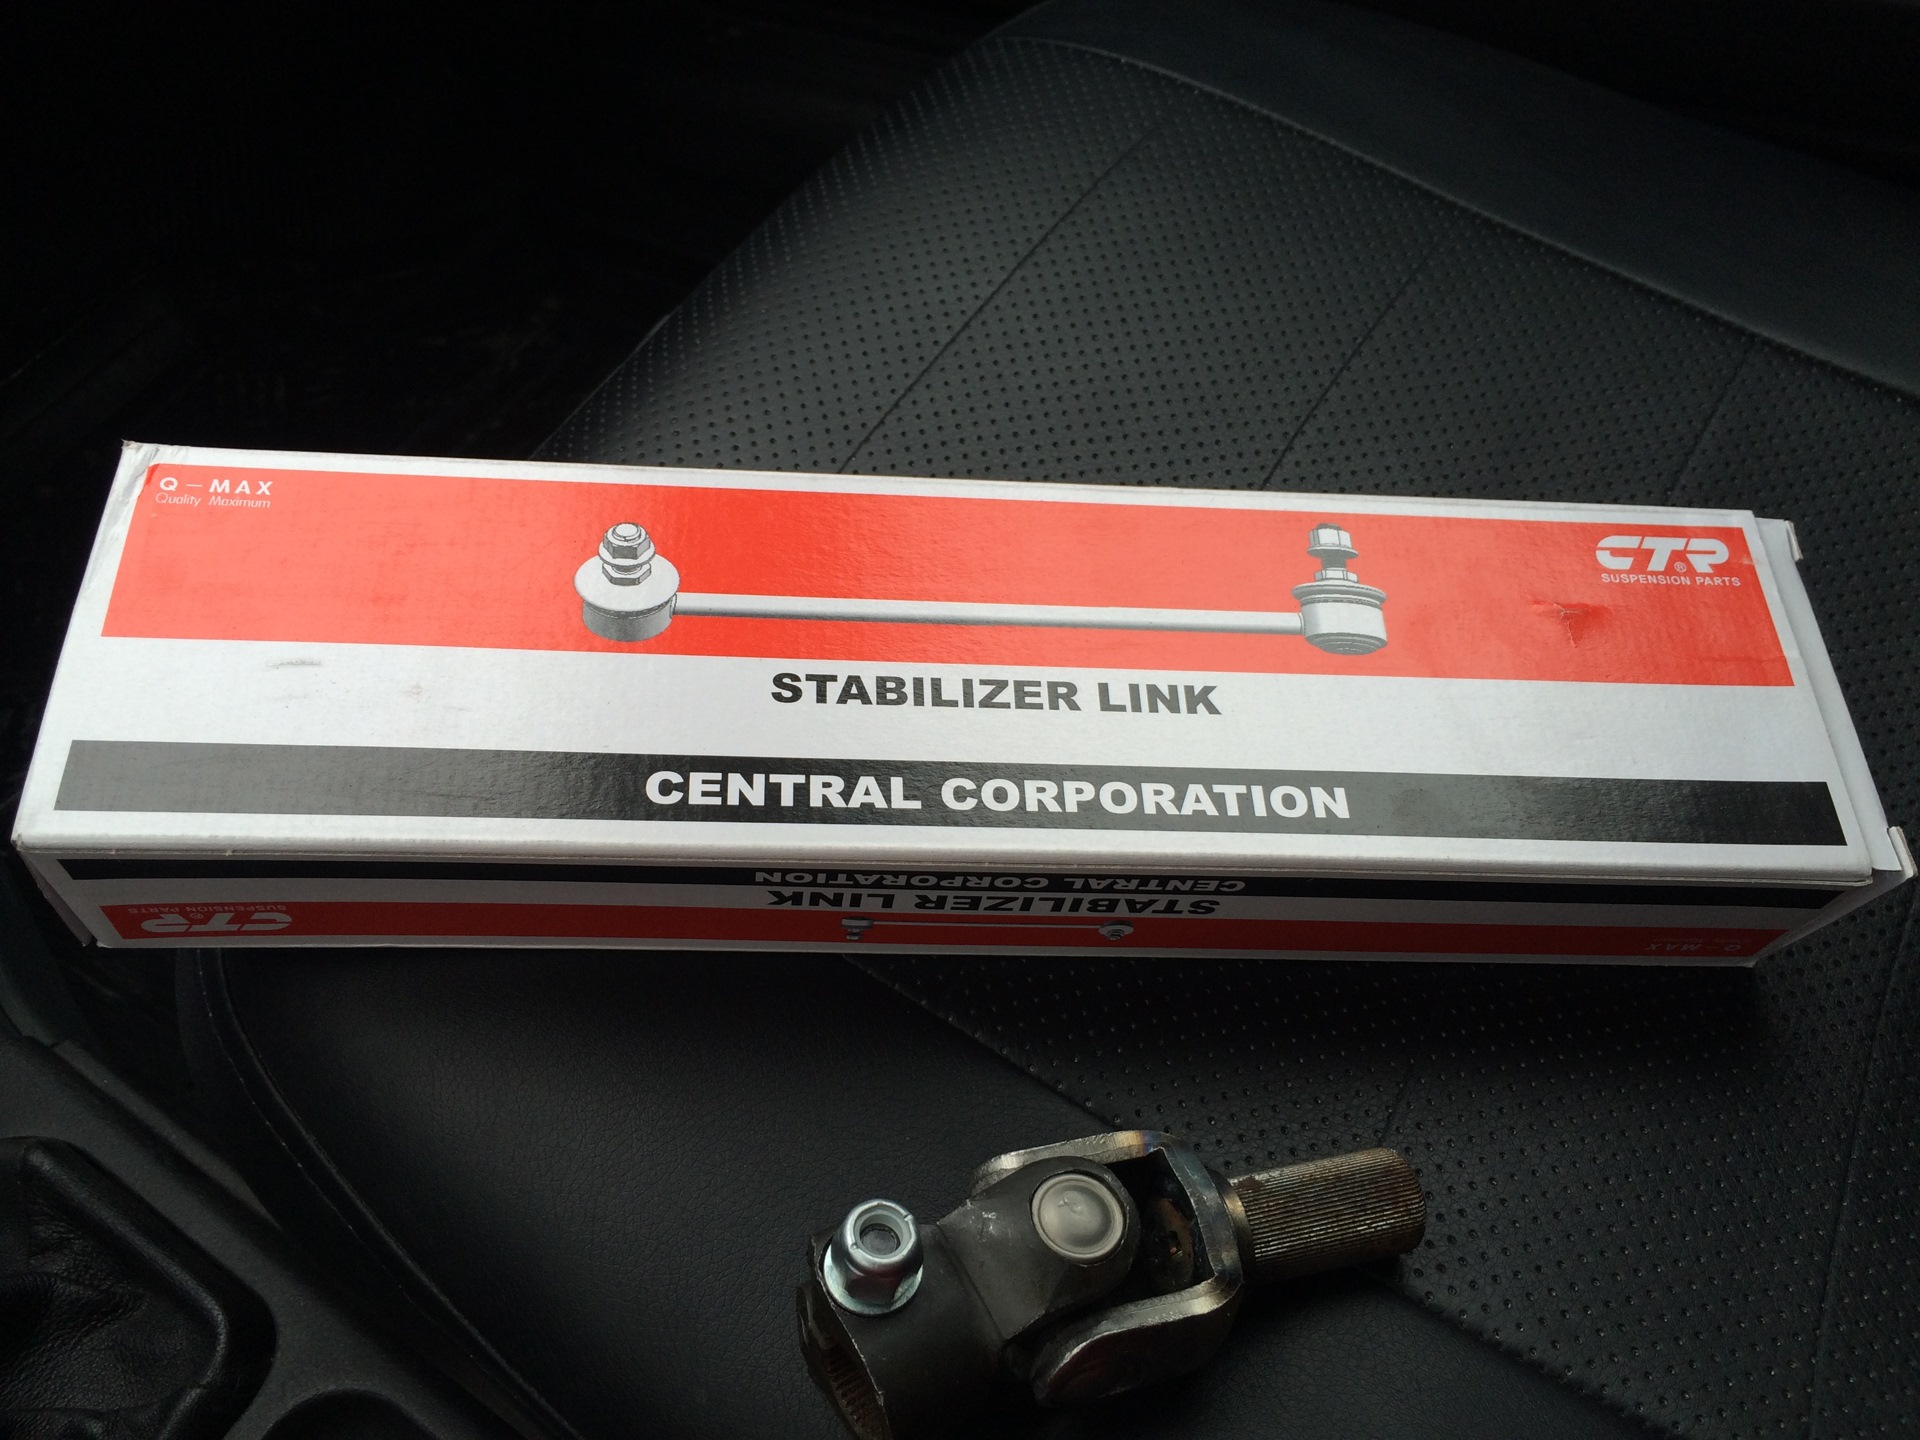 Q – MAX
Quality Maximum
CTR®
SUSPENSION PARTS
STABILIZER LINK
CENTRAL CORPORATION
CENTRAL CORPORATION
STABILIZER LINK
CTR®
SUSPENSION PARTS
Q – MAX